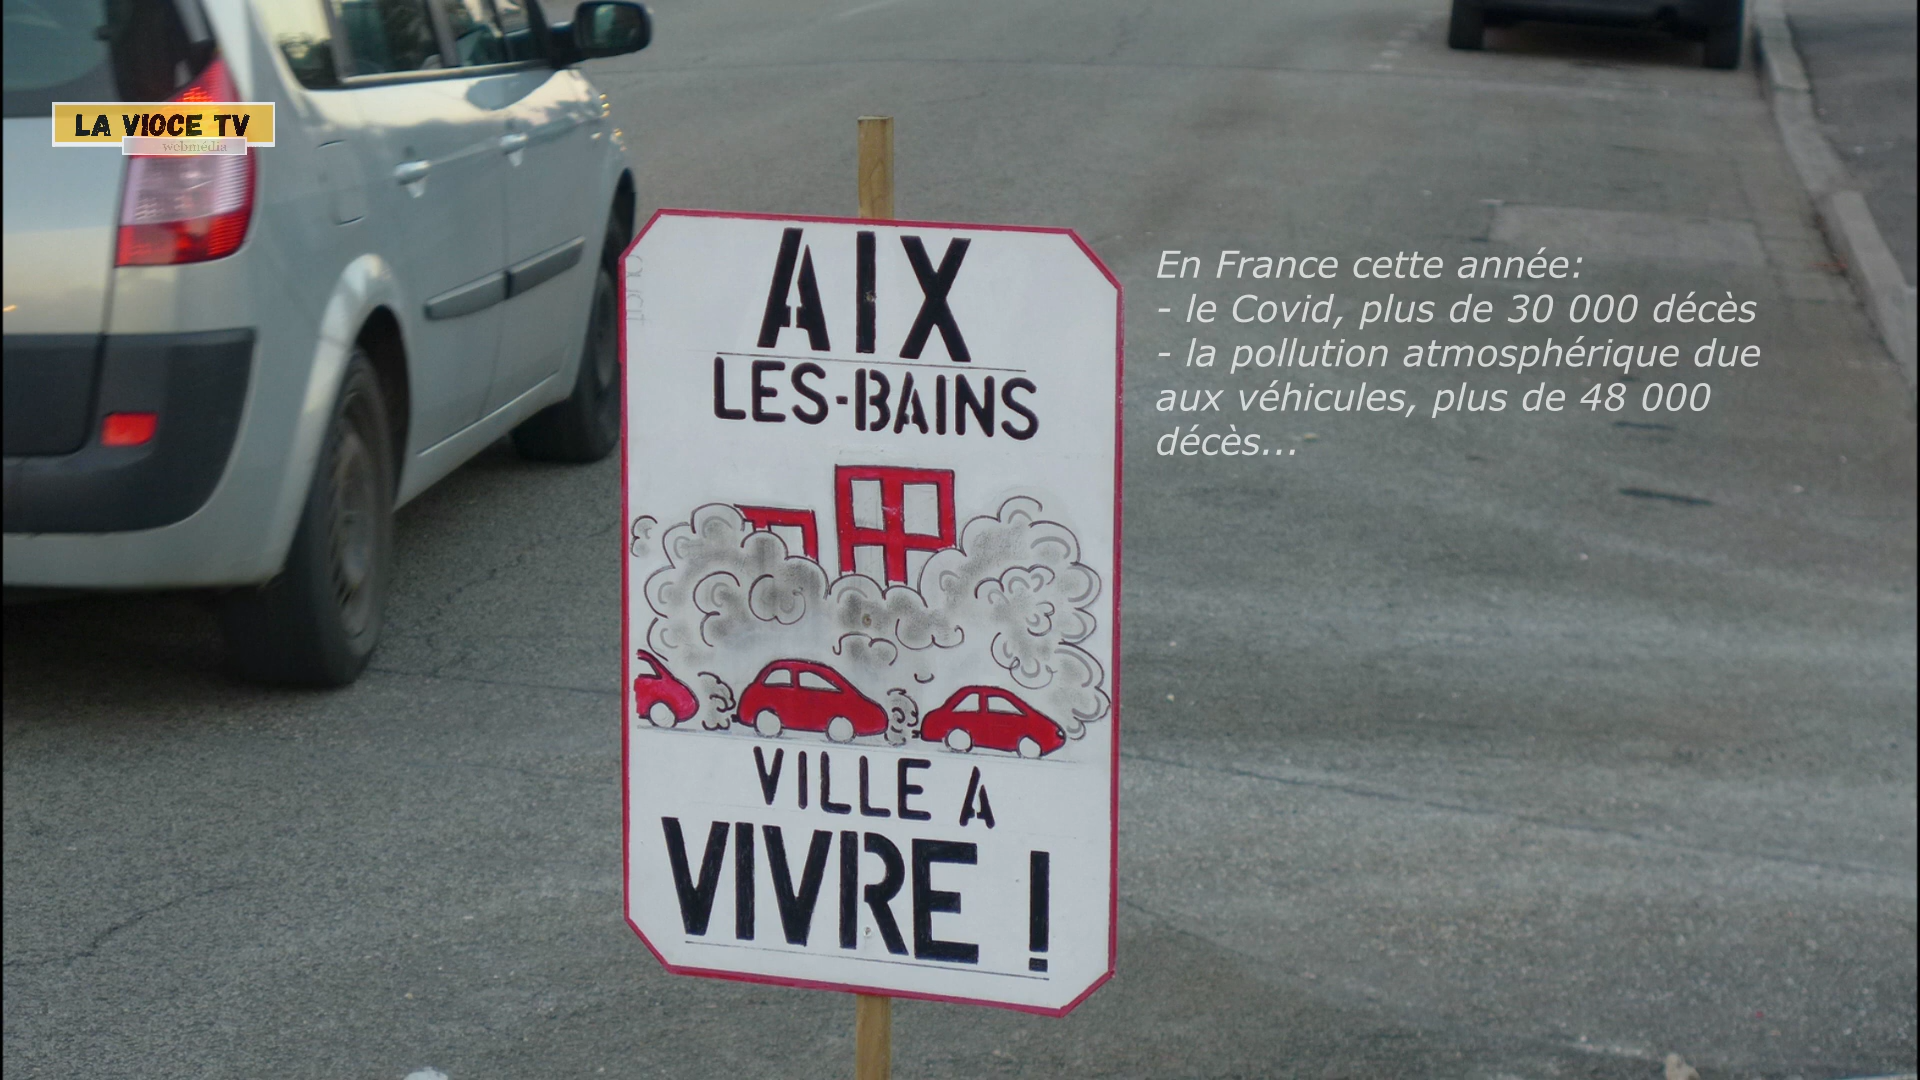 LA VIOCE TV
webmédia
AIX
LES-BAINS
VILLE A
VIVRE !
En France cette année:
- le Covid, plus de 30 000 décès
- la pollution atmosphérique due
aux véhicules, plus de 48 000
décès...